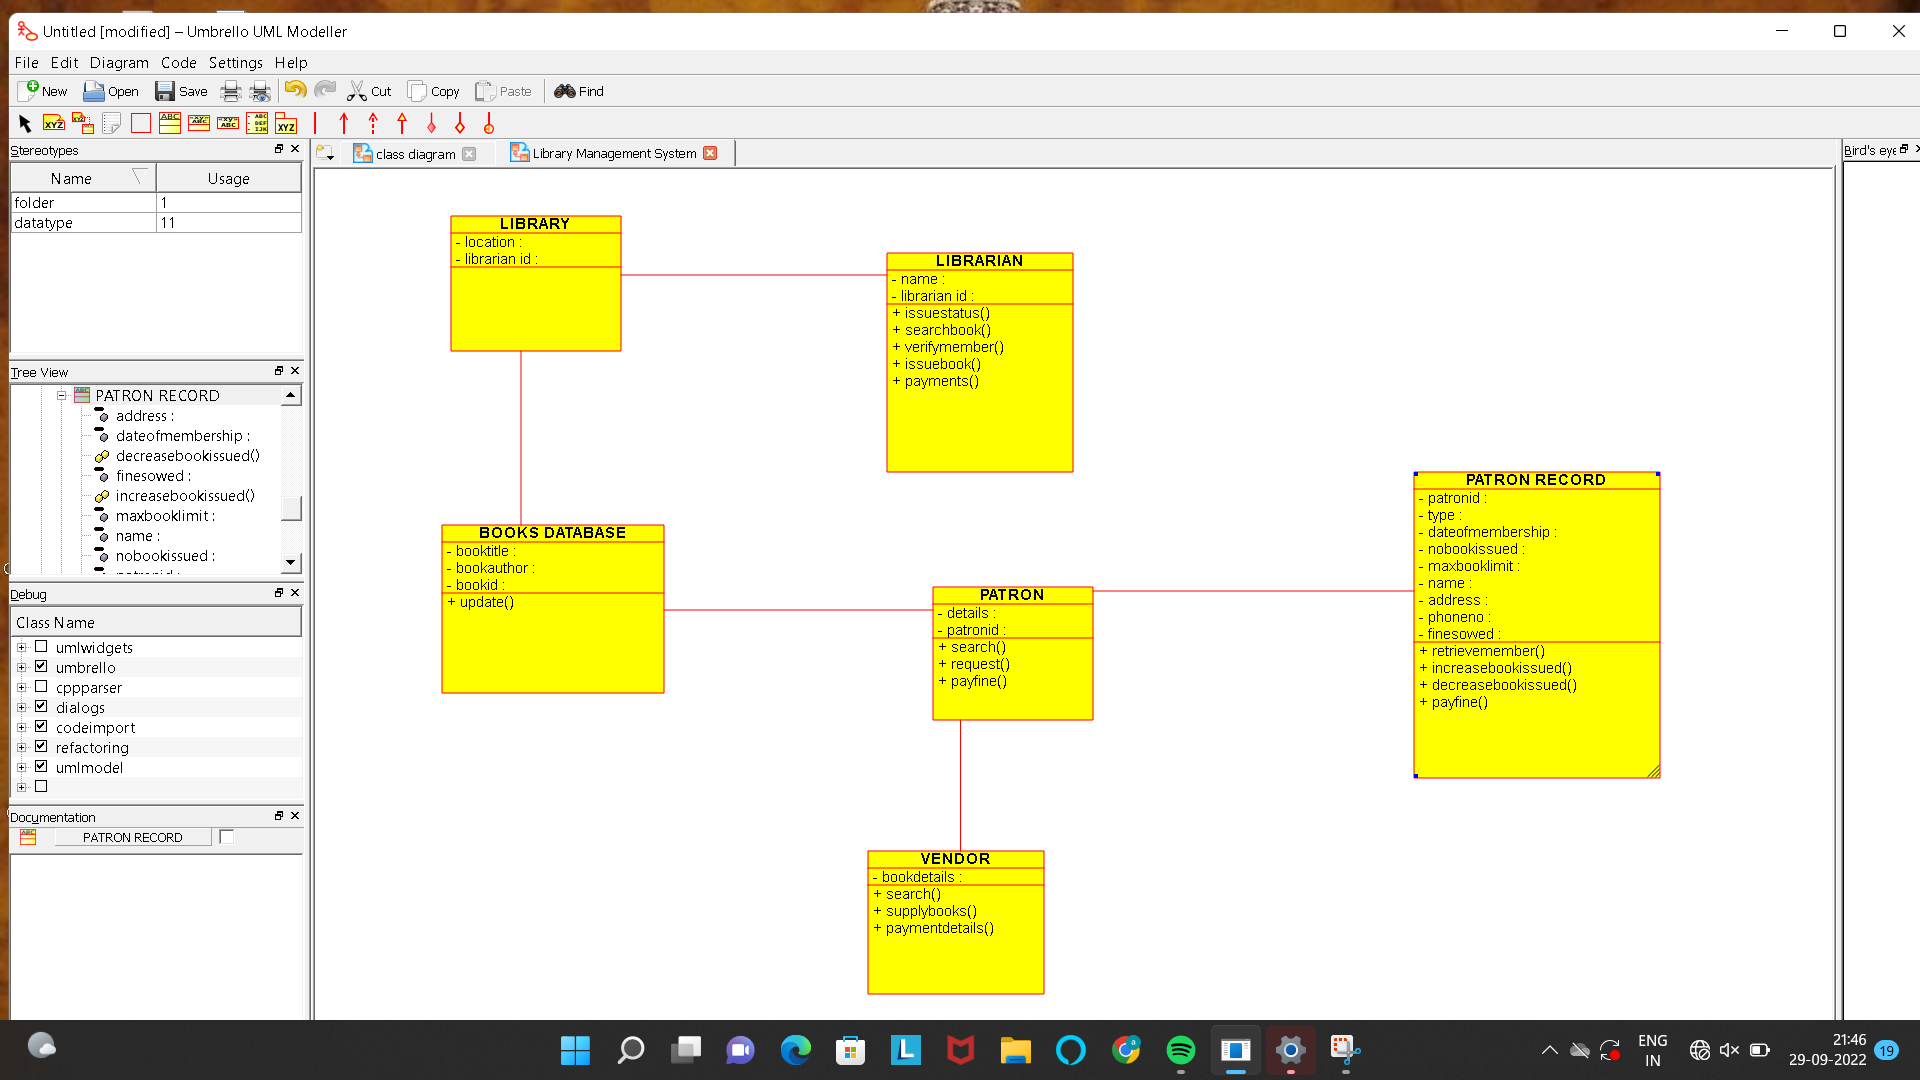 Untitled [modified] – Umbrello UML Modeller
File Edit Diagram Code Settings Help
New Open Save Cut Copy Paste Find
Stereotypes
Name Usage
folder 1
datatype 11
Tree View
PATRON RECORD
address :
dateofmembership :
decreasebookissued()
finesowed :
increasebookissued()
maxbooklimit :
name :
nobookissued :
Debug
Class Name
umlwidgets
umbrello
cppparser
dialogs
codeimport
refactoring
umlmodel
Documentation
PATRON RECORD
class diagram
Library Management System
Bird's eye
LIBRARY
- location :
- librarian id :
LIBRARIAN
- name :
- librarian id :
+ issuestatus()
+ searchbook()
+ verifymember()
+ issuebook()
+ payments()
BOOKS DATABASE
- booktitle :
- bookauthor :
- bookid :
+ update()
PATRON
- details :
- patronid :
+ search()
+ request()
+ payfine()
PATRON RECORD
- patronid :
- type :
- dateofmembership :
- nobookissued :
- maxbooklimit :
- name :
- address :
- phoneno :
- finesowed :
+ retrievemember()
+ increasebookissued()
+ decreasebookissued()
+ payfine()
VENDOR
- bookdetails :
+ search()
+ supplybooks()
+ paymentdetails()
ENG
IN
21:46
29-09-2022
19